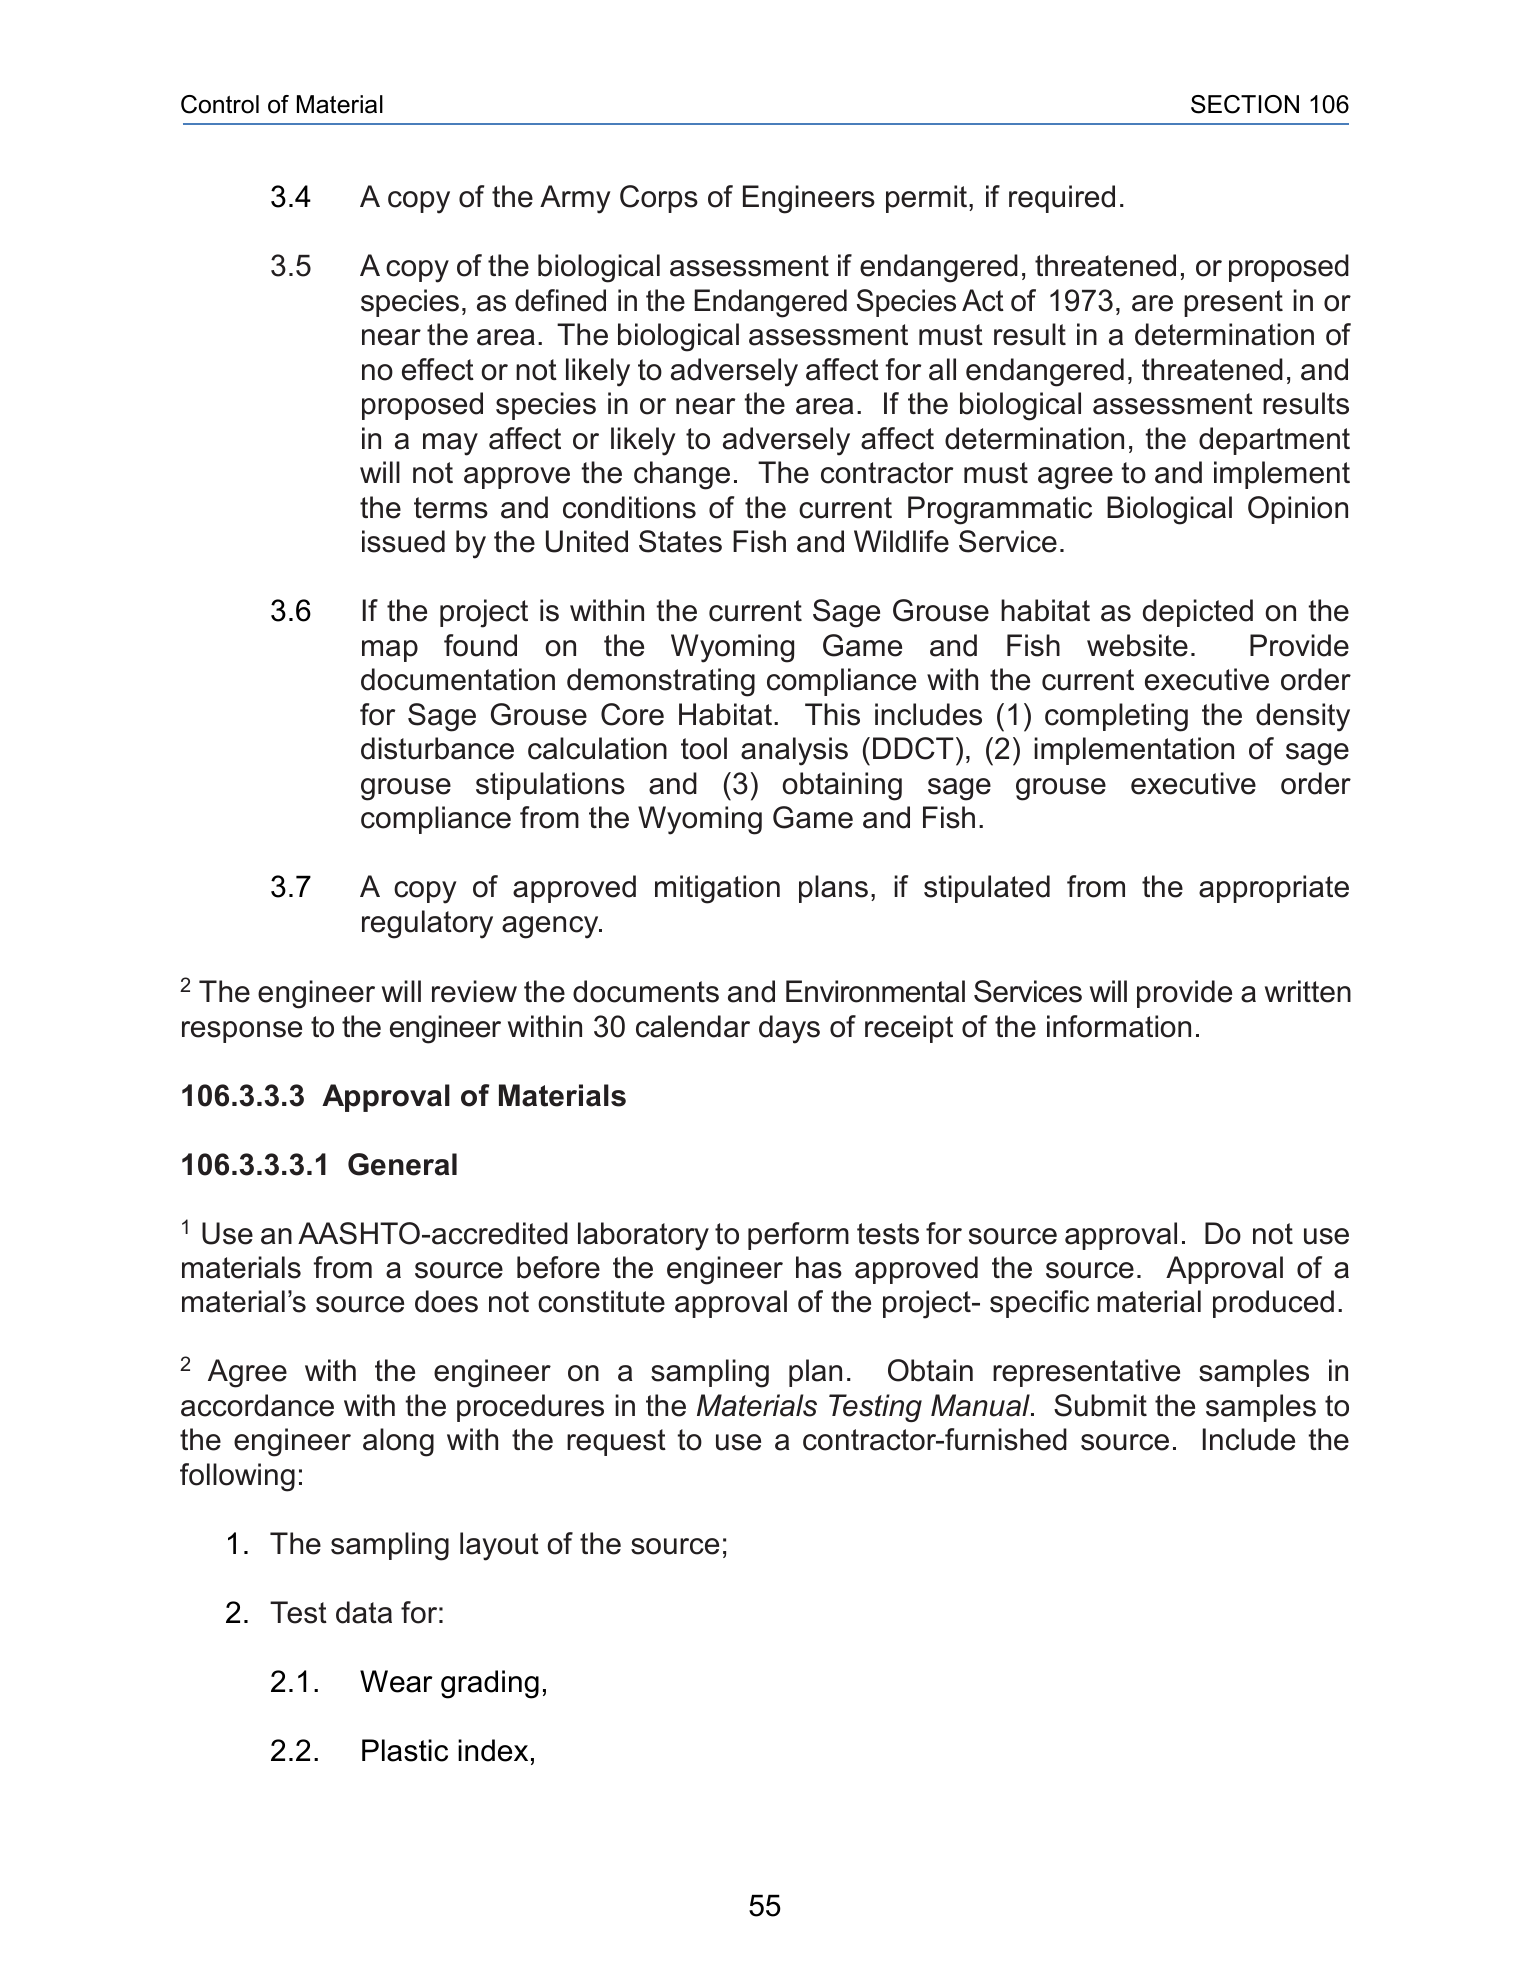 Control of Material SECTION 106
3.4 A copy of the Army Corps of Engineers permit, if required.
3.5 A copy of the biological assessment if endangered, threatened, or proposed
species, as defined in the Endangered Species Act of 1973, are present in or
near the area. The biological assessment must result in a determination of
no effect or not likely to adversely affect for all endangered, threatened, and
proposed species in or near the area. If the biological assessment results
in a may affect or likely to adversely affect determination, the department
will not approve the change. The contractor must agree to and implement
the terms and conditions of the current Programmatic Biological Opinion
issued by the United States Fish and Wildlife Service.
3.6 If the project is within the current Sage Grouse habitat as depicted on the
map found on the Wyoming Game and Fish website. Provide
documentation demonstrating compliance with the current executive order
for Sage Grouse Core Habitat. This includes (1) completing the density
disturbance calculation tool analysis (DDCT), (2) implementation of sage
grouse stipulations and (3) obtaining sage grouse executive order
compliance from the Wyoming Game and Fish.
3.7 A copy of approved mitigation plans, if stipulated from the appropriate
regulatory agency.
2 The engineer will review the documents and Environmental Services will provide a written
response to the engineer within 30 calendar days of receipt of the information.
106.3.3.3 Approval of Materials
106.3.3.3.1 General
1 Use an AASHTO-accredited laboratory to perform tests for source approval. Do not use
materials from a source before the engineer has approved the source. Approval of a
material’s source does not constitute approval of the project- specific material produced.
2 Agree with the engineer on a sampling plan. Obtain representative samples in
accordance with the procedures in the Materials Testing Manual. Submit the samples to
the engineer along with the request to use a contractor-furnished source. Include the
following:
1. The sampling layout of the source;
2. Test data for:
2.1. Wear grading,
2.2. Plastic index,
55